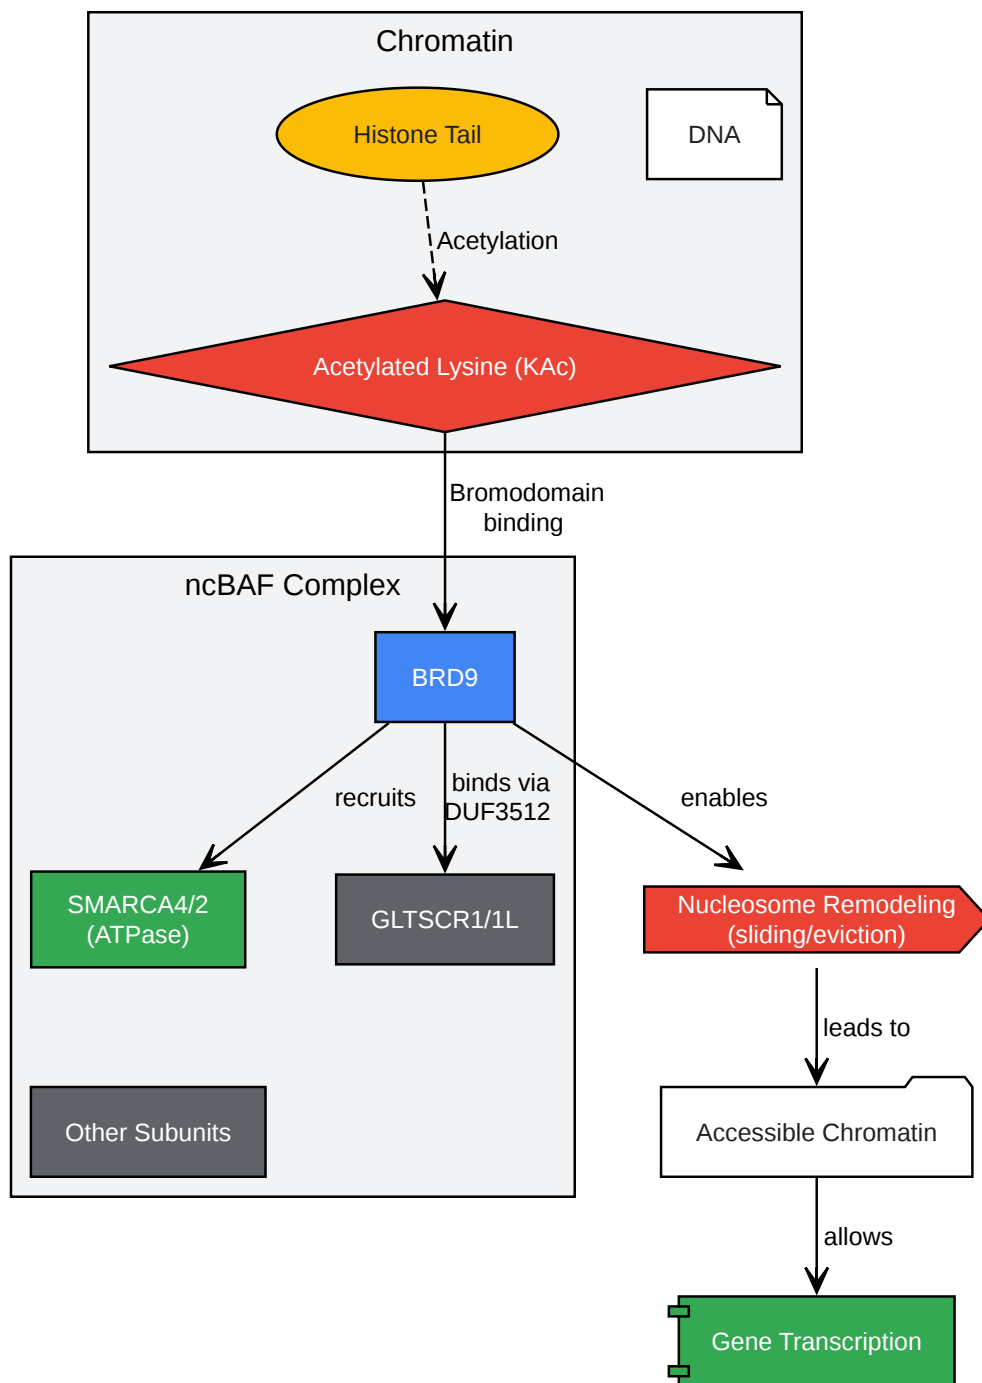 Chromatin
Histone Tail
DNA
Acetylation
Acetylated Lysine (KAc)
Bromodomain
binding
ncBAF Complex
BRD9
recruits
binds via
DUF3512
enables
SMARCA4/2
(ATPase)
GLTSCR1/1L
Nucleosome Remodeling
(sliding/eviction)
leads to
Other Subunits
Accessible Chromatin
allows
Gene Transcription